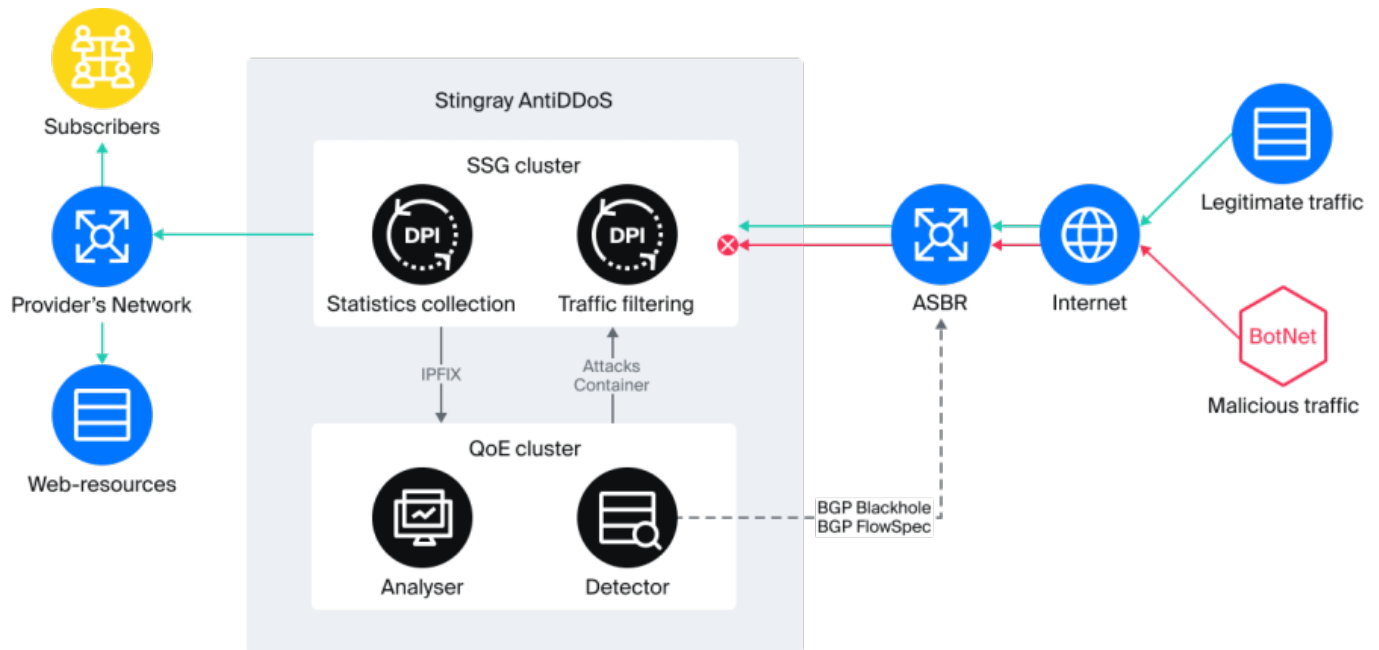 Subscribers
Provider's Network
Web-resources
Stingray AntiDDoS
SSG cluster
DPI
DPI
Statistics collection
Traffic filtering
IPFIX
Attacks
Container
QoE cluster
Analyser
Detector
BGP Blackhole
BGP FlowSpec
ASBR
Internet
Legitimate traffic
BotNet
Malicious traffic